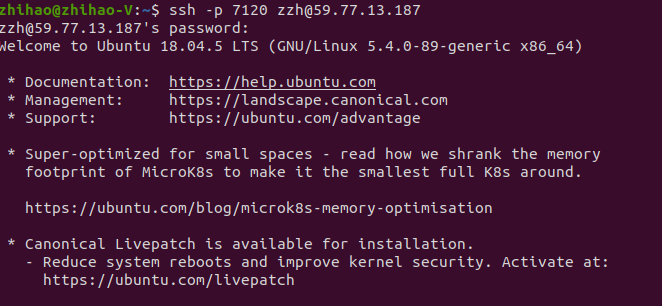 zhihao@zhihao-V:~$ ssh -p 7120 zzh@59.77.13.187
zzh@59.77.13.187's password:
Welcome to Ubuntu 18.04.5 LTS (GNU/Linux 5.4.0-89-generic x86_64)
* Documentation:  https://help.ubuntu.com
* Management:     https://landscape.canonical.com
* Support:        https://ubuntu.com/advantage
* Super-optimized for small spaces - read how we shrank the memory
footprint of MicroK8s to make it the smallest full K8s around.
https://ubuntu.com/blog/microk8s-memory-optimisation
* Canonical Livepatch is available for installation.
- Reduce system reboots and improve kernel security. Activate at:
https://ubuntu.com/livepatch